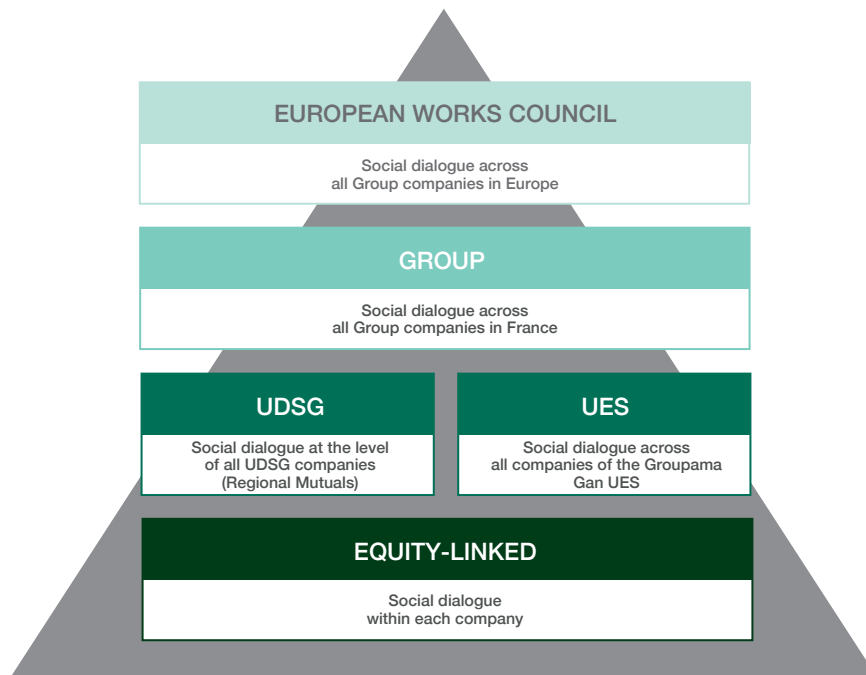 EUROPEAN WORKS COUNCIL
Social dialogue across
all Group companies in Europe
GROUP
Social dialogue across
all Group companies in France
UDSG
Social dialogue at the level
of all UDSG companies
(Regional Mutuals)
UES
Social dialogue across
all companies of the Groupama
Gan UES
EQUITY-LINKED
Social dialogue
within each company